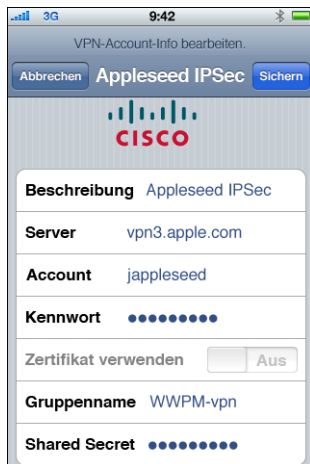 3G 9:42
VPN-Account-Info bearbeiten.
Abbrechen Appleseed IPSec Sichern
CISCO
Beschreibung Appleseed IPSec
Server vpn3.apple.com
Account jappleseed
Kennwort ●●●●●●●●●
Zertifikat verwenden Aus
Gruppenname WWPM-vpn
Shared Secret ●●●●●●●●●